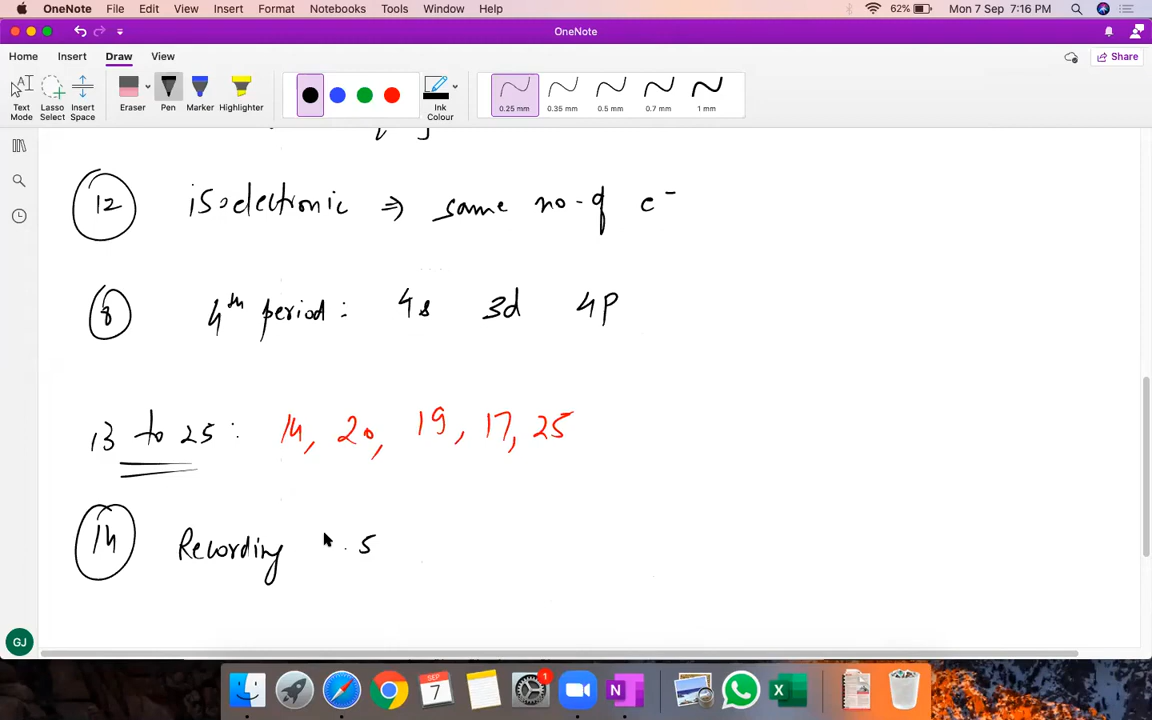 OneNote File Edit View Insert Format Notebooks Tools Window Help 62% Mon 7 Sep 7:16 PM
OneNote
Home Insert Draw View Share
Text Mode Lasso Select Insert Space Eraser Pen Marker Highlighter Ink Colour 0.25 mm 0.35 mm 0.5 mm 0.7 mm 1 mm
12 isoelectronic ⇒ same no. of e⁻
8 4th period: 4s 3d 4p
13 to 25: 14, 20, 19, 17, 25
14 Recording . 5
GJ
SEP 7 1